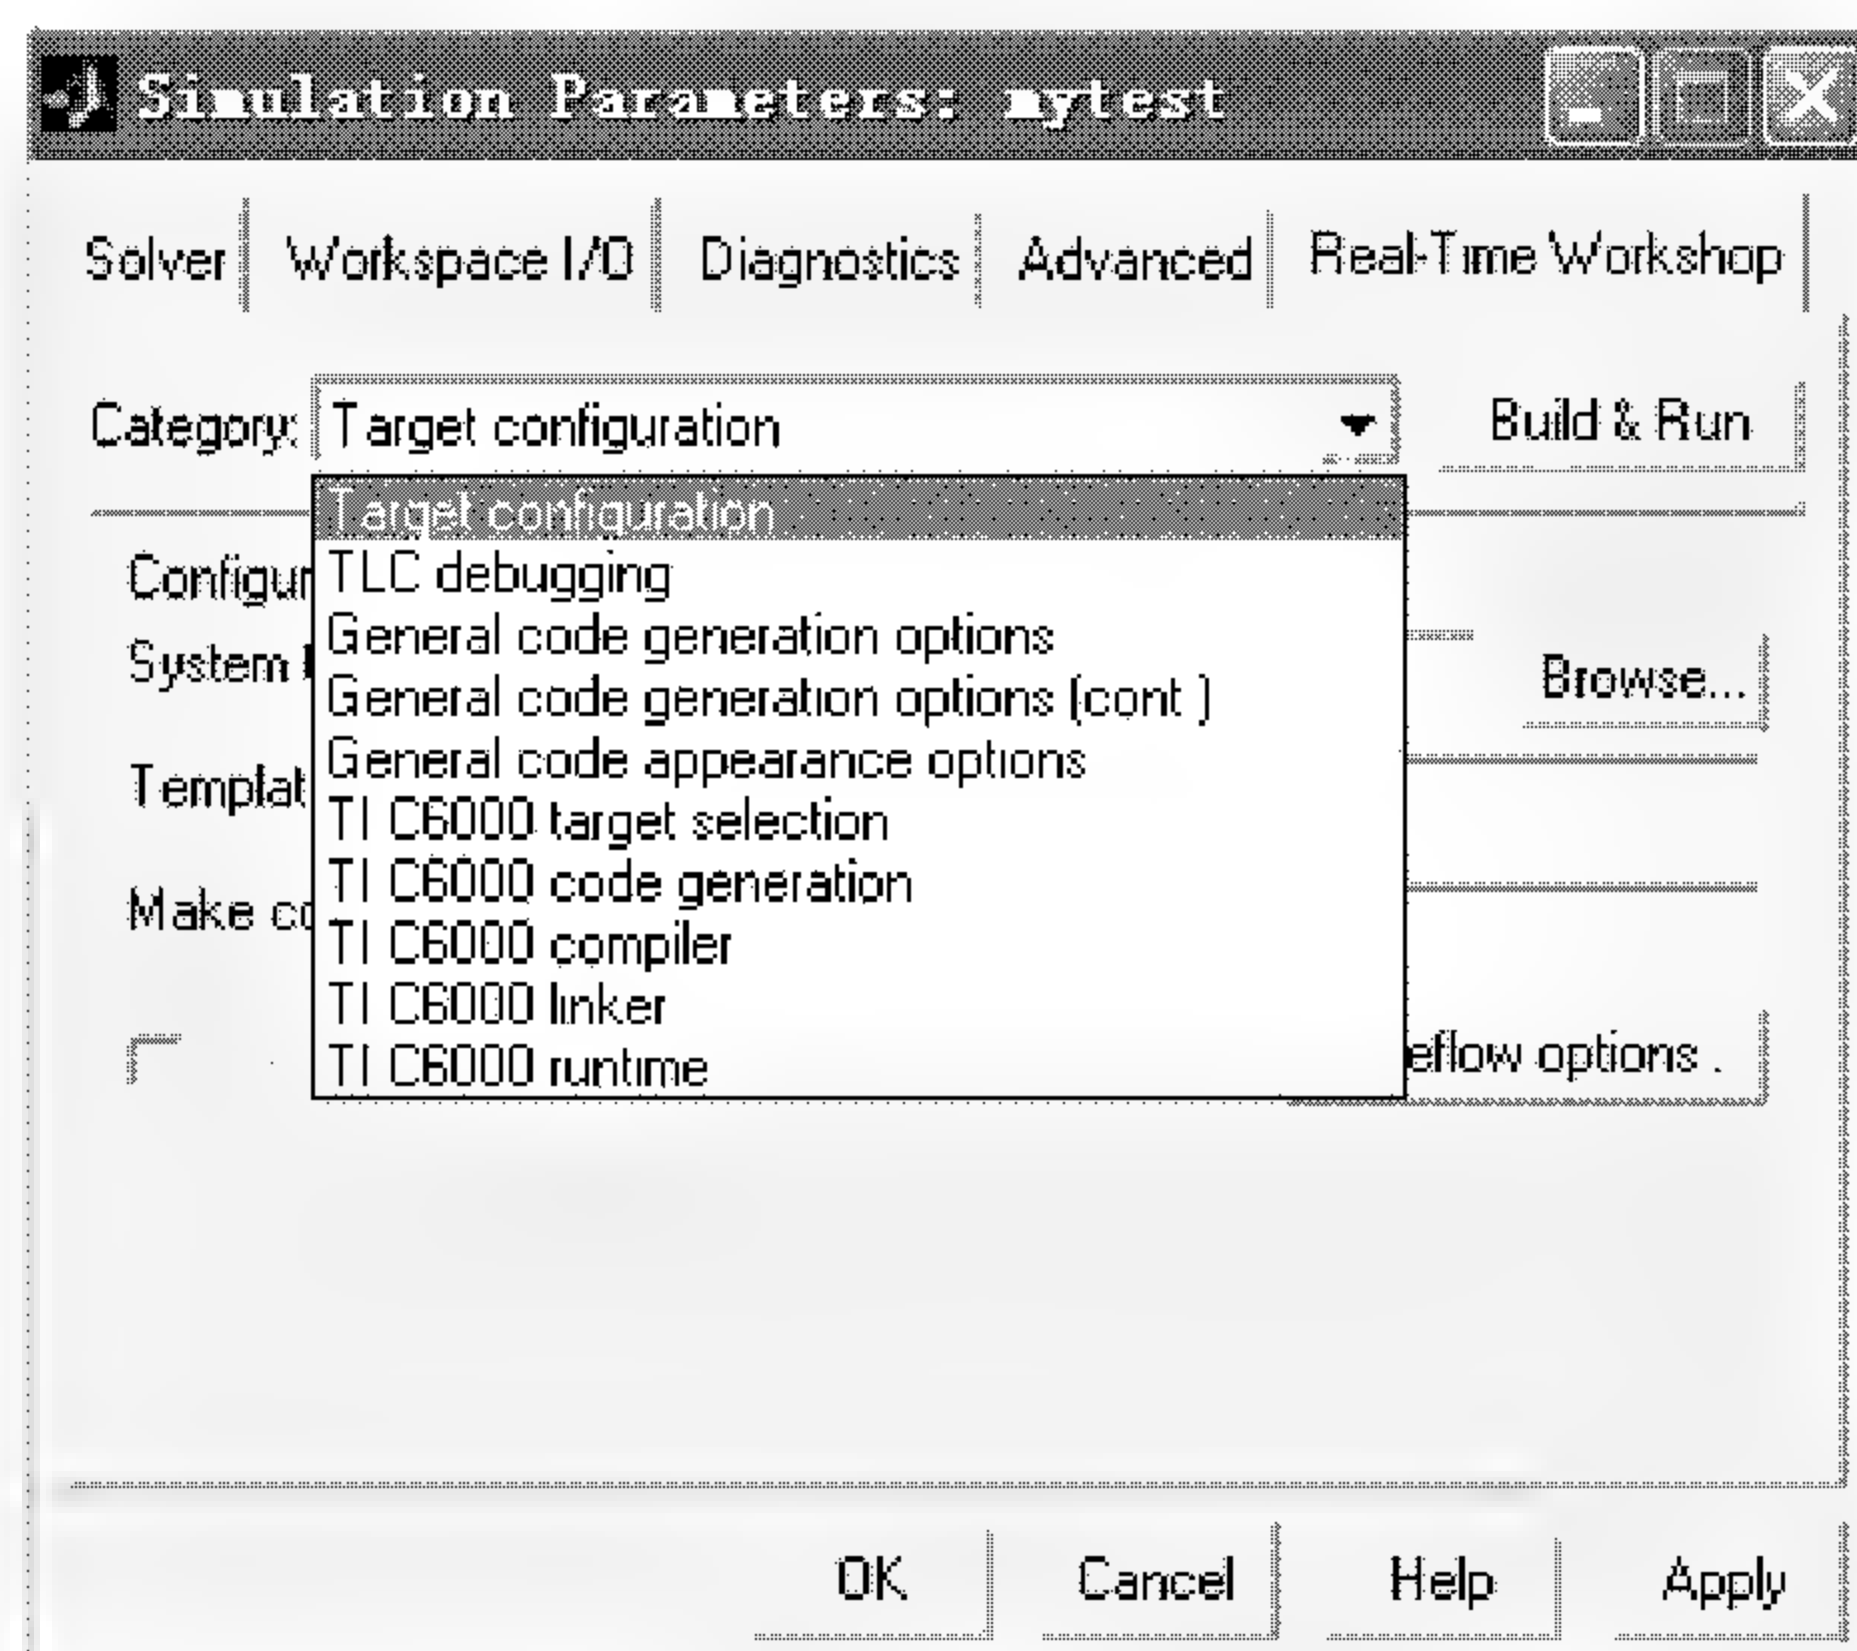 Simulation Parameters: mytest
Solver Workspace I/O Diagnostics Advanced Real-Time Workshop
Category: Target configuration Build & Run
Target configuration
Configur TLC debugging
General code generation options
System Browse...
General code generation options (cont )
General code appearance options
Templat
TI C6000 target selection
TI C6000 code generation
Make co
TI C6000 compiler
TI C6000 linker
eflow options .
TI C6000 runtime
OK Cancel Help Apply